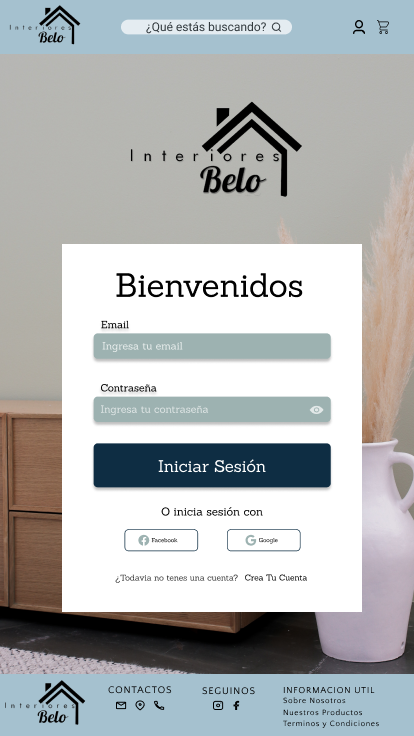 Interiores
Belo
¿Qué estás buscando?
Interiores
Belo
Bienvenidos
Email
Ingresa tu email
Contraseña
Ingresa tu contraseña
Iniciar Sesión
O inicia sesión con
Facebook
Google
¿Todavia no tenes una cuenta? Crea Tu Cuenta
Interiores
Belo
CONTACTOS
SEGUINOS
INFORMACION UTIL
Sobre Nosotros
Nuestros Productos
Terminos y Condiciones